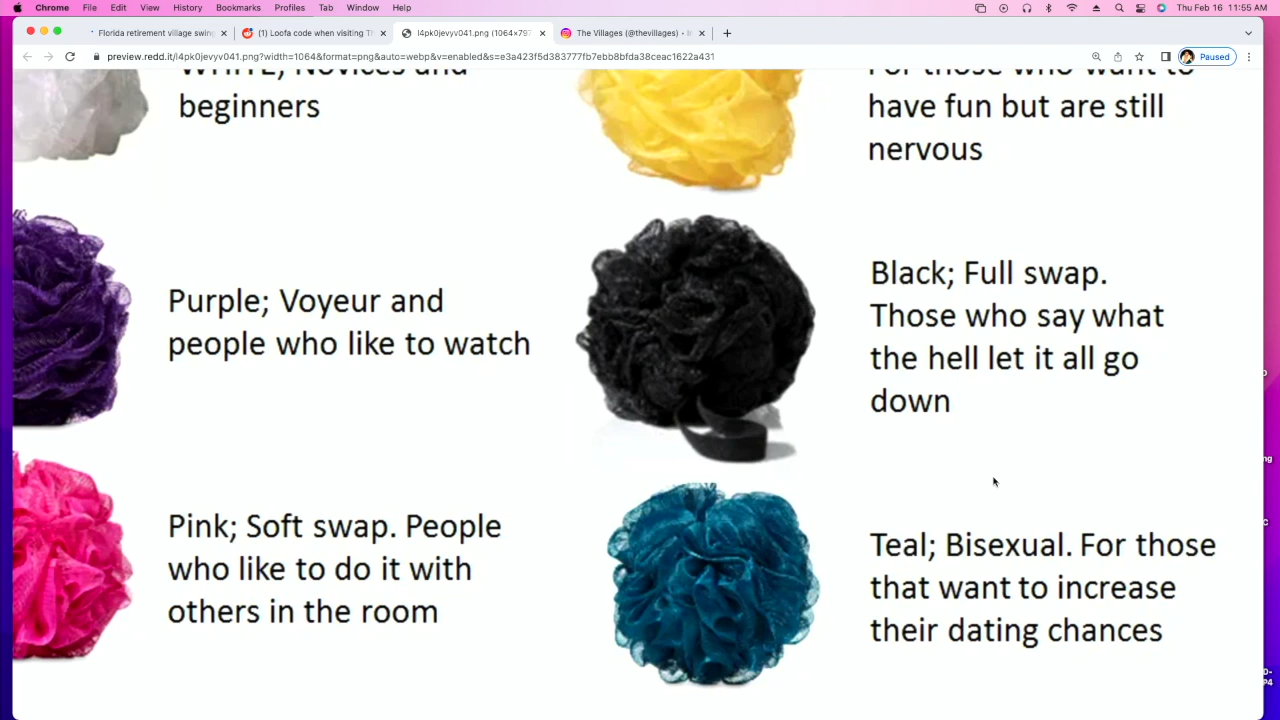 Chrome File Edit View History Bookmarks Profiles Tab Window Help Thu Feb 16 11:55 AM
Florida retirement village swing (1) Loofa code when visiting Th l4pk0jevyv041.png (1064×797 The Villages (@thevillages) • In
preview.redd.it/l4pk0jevyv041.png?width=1064&format=png&auto=webp&v=enabled&s=e3a423f5d383777fb7ebb8bfda38ceac1622a431 Paused
WHITE; Novices and
beginners
For those who want to
have fun but are still
nervous
Purple; Voyeur and
people who like to watch
Black; Full swap.
Those who say what
the hell let it all go
down
Pink; Soft swap. People
who like to do it with
others in the room
Teal; Bisexual. For those
that want to increase
their dating chances